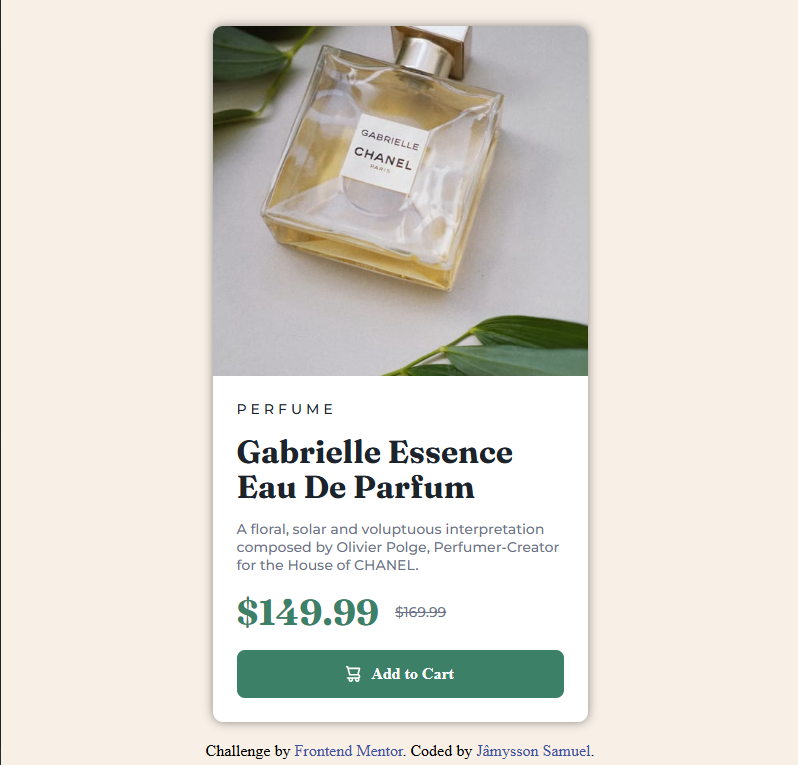 GABRIELLE
CHANEL
PARIS
PERFUME
Gabrielle Essence
Eau De Parfum
A floral, solar and voluptuous interpretation
composed by Olivier Polge, Perfumer-Creator
for the House of CHANEL.
$149.99 $169.99
Add to Cart
Challenge by Frontend Mentor. Coded by Jâmysson Samuel.